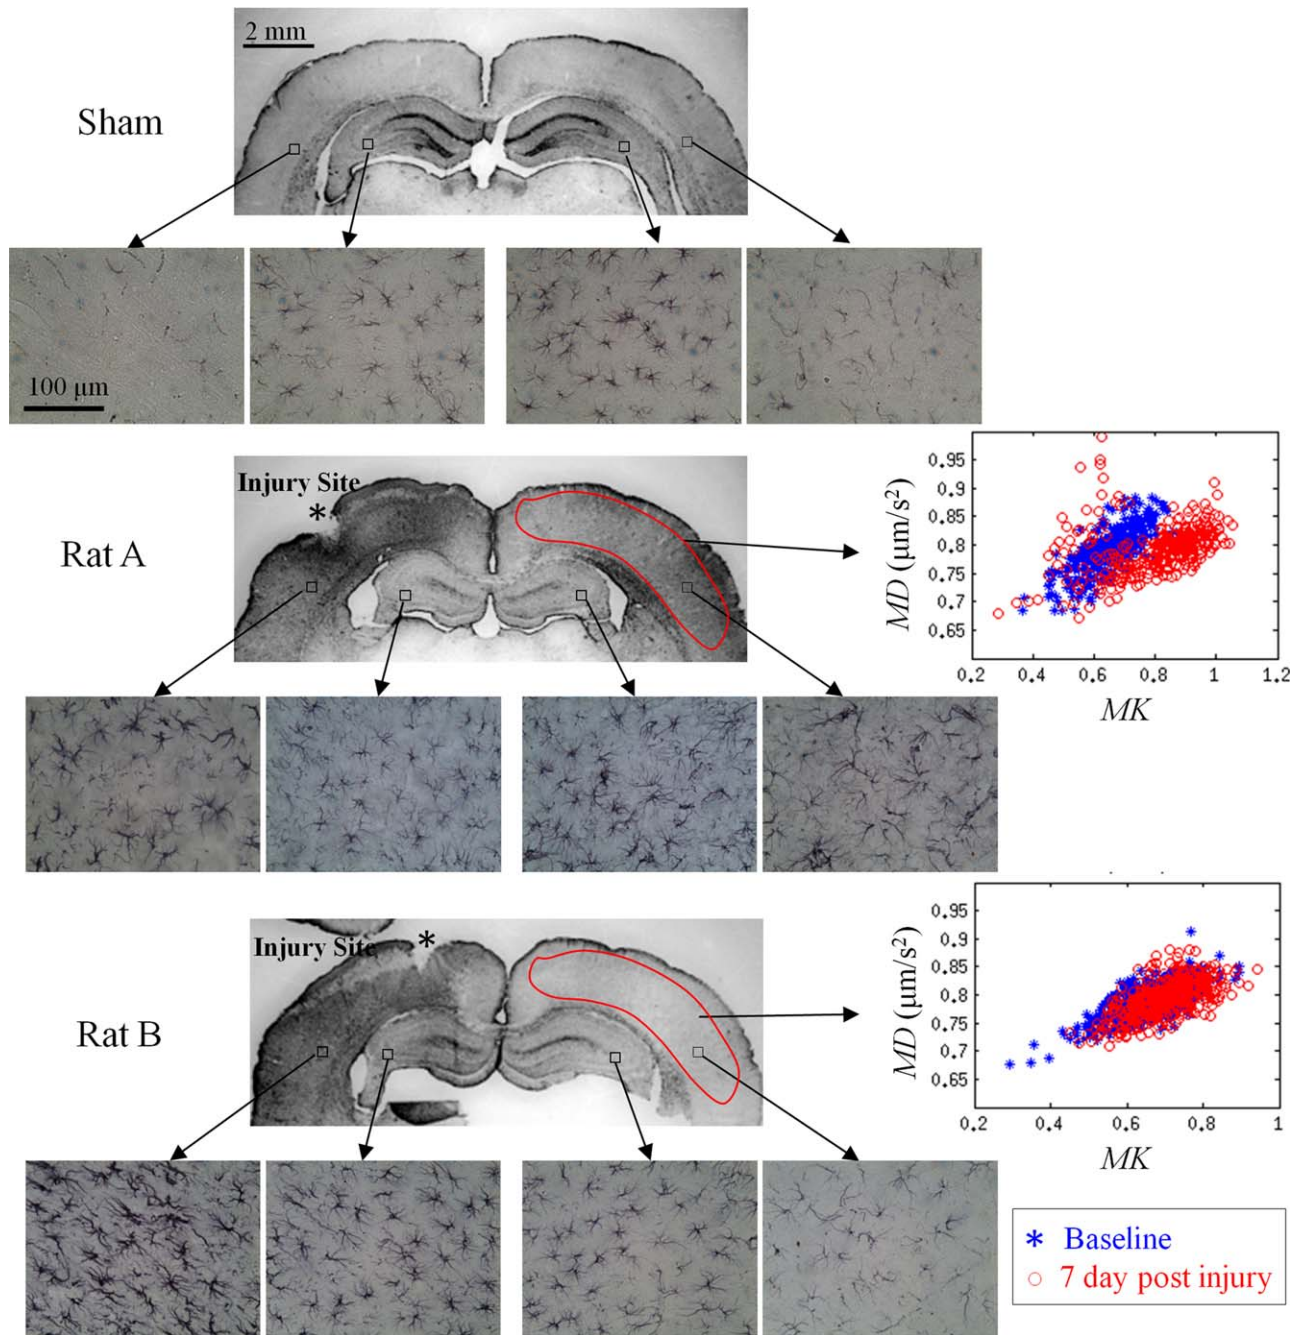 2 mm
Sham
100 μm
Injury Site
*
Rat A
MD (μm/s²)
0.95
0.9
0.85
0.8
0.75
0.7
0.65
0.2 0.4 0.6 0.8 1 1.2
MK
Injury Site
*
Rat B
MD (μm/s²)
0.95
0.9
0.85
0.8
0.75
0.7
0.65
0.2 0.4 0.6 0.8 1
MK
* Baseline
○ 7 day post injury